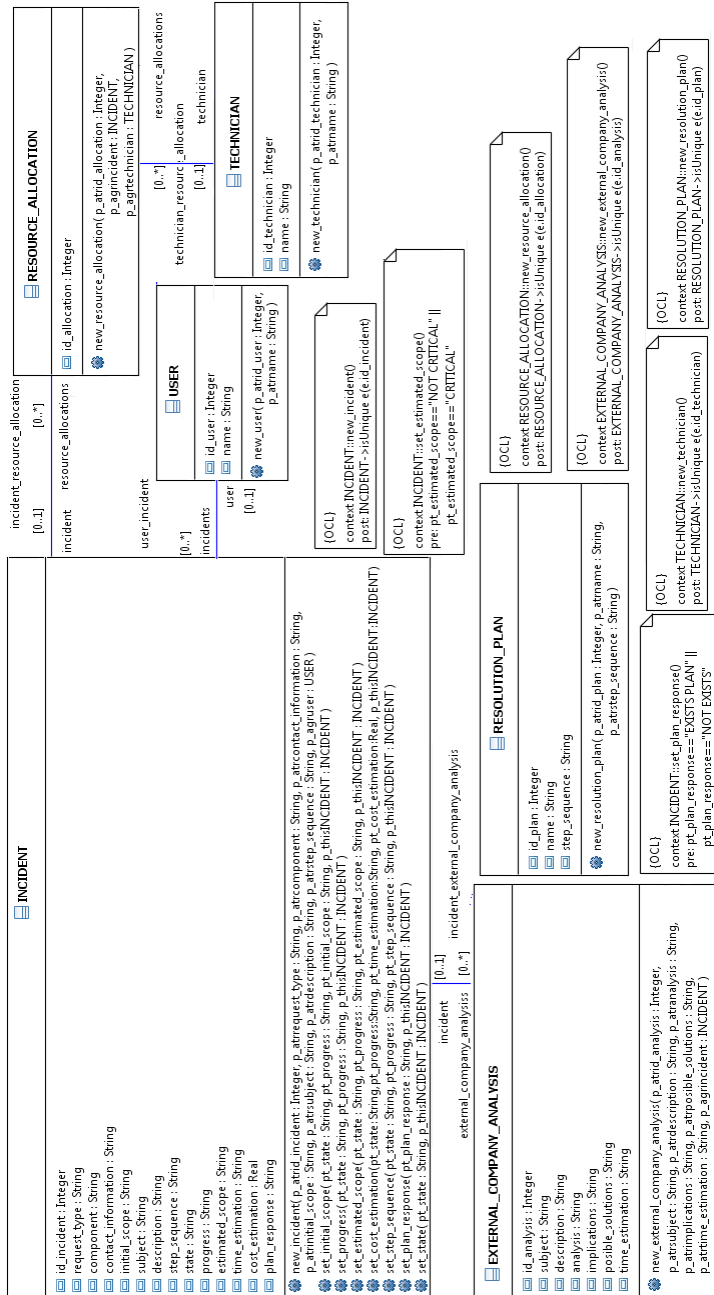 INCIDENT
id_incident : Integer
request_type : String
component : String
contact_information : String
initial_scope : String
subject : String
description : String
step_sequence : String
state : String
progress : String
estimated_scope : String
time_estimation : String
cost_estimation : Real
plan_response : String
new_incident( p_atrid_incident : Integer, p_atrrequest_type : String, p_atrcomponent : String, p_atrcontact_information : String,
p_atrinitial_scope : String, p_atrsubject : String, p_atrdescription : String, p_atrstep_sequence : String, p_agruser : USER )
set_initial_scope( pt_state : String, pt_progress : String, pt_initial_scope : String, p_thisINCIDENT : INCIDENT )
set_progress( pt_state : String, pt_progress : String, p_thisINCIDENT : INCIDENT )
set_estimated_scope( pt_state : String, pt_progress : String, pt_estimated_scope : String, p_thisINCIDENT : INCIDENT )
set_cost_estimation( pt_state:String, pt_progress:String, pt_time_estimation:String, pt_cost_estimation:Real, p_thisINCIDENT:INCIDENT)
set_step_sequence( pt_state : String, pt_progress : String, pt_step_sequence : String, p_thisINCIDENT : INCIDENT )
set_plan_response( pt_plan_response : String, p_thisINCIDENT : INCIDENT )
set_state( pt_state : String, p_thisINCIDENT : INCIDENT )
incident_resource_allocation
[0..1]
[0..*]
incident
resource_allocations
RESOURCE_ALLOCATION
id_allocation : Integer
new_resource_allocation( p_atrid_allocation : Integer,
p_agrincident : INCIDENT,
p_agrtechnician : TECHNICIAN )
user_incident
[0..*]
incidents
user
[0..1]
USER
id_user : Integer
name : String
new_user( p_atrid_user : Integer,
p_atrname : String )
resource_allocations
[0..*]
technician_resource_allocation
[0..1]
technician
TECHNICIAN
id_technician : Integer
name : String
new_technician( p_atrid_technician : Integer,
p_atrname : String )
{OCL}
context INCIDENT::new_incident()
post: INCIDENT->isUnique e(e.id_incident)
{OCL}
context INCIDENT::set_estimated_scope()
pre: pt_estimated_scope=="NOT CRITICAL" ||
pt_estimated_scope=="CRITICAL"
incident
[0..1]
incident_external_company_analysis
external_company_analysiss
[0..*]
EXTERNAL_COMPANY_ANALYSIS
id_analysis : Integer
subject : String
description : String
analysis : String
implications : String
posible_solutions : String
time_estimation : String
new_external_company_analysis( p_atrid_analysis : Integer,
p_atrsubject : String, p_atrdescription : String, p_atranalysis : String,
p_atrimplications : String, p_atrposible_solutions : String,
p_atrtime_estimation : String, p_agrincident : INCIDENT )
RESOLUTION_PLAN
id_plan : Integer
name : String
step_sequence : String
new_resolution_plan( p_atrid_plan : Integer, p_atrname : String,
p_atrstep_sequence : String )
{OCL}
context RESOURCE_ALLOCATION::new_resource_allocation()
post: RESOURCE_ALLOCATION->isUnique e(e.id_allocation)
{OCL}
context EXTERNAL_COMPANY_ANALYSIS::new_external_company_analysis()
post: EXTERNAL_COMPANY_ANALYSIS->isUnique e(e.id_analysis)
{OCL}
context INCIDENT::set_plan_response()
pre: pt_plan_response=="EXISTS PLAN" ||
pt_plan_response=="NOT EXISTS"
{OCL}
context TECHNICIAN::new_technician()
post: TECHNICIAN->isUnique e(e.id_technician)
{OCL}
context RESOLUTION_PLAN::new_resolution_plan()
post: RESOLUTION_PLAN->isUnique e(e.id_plan)